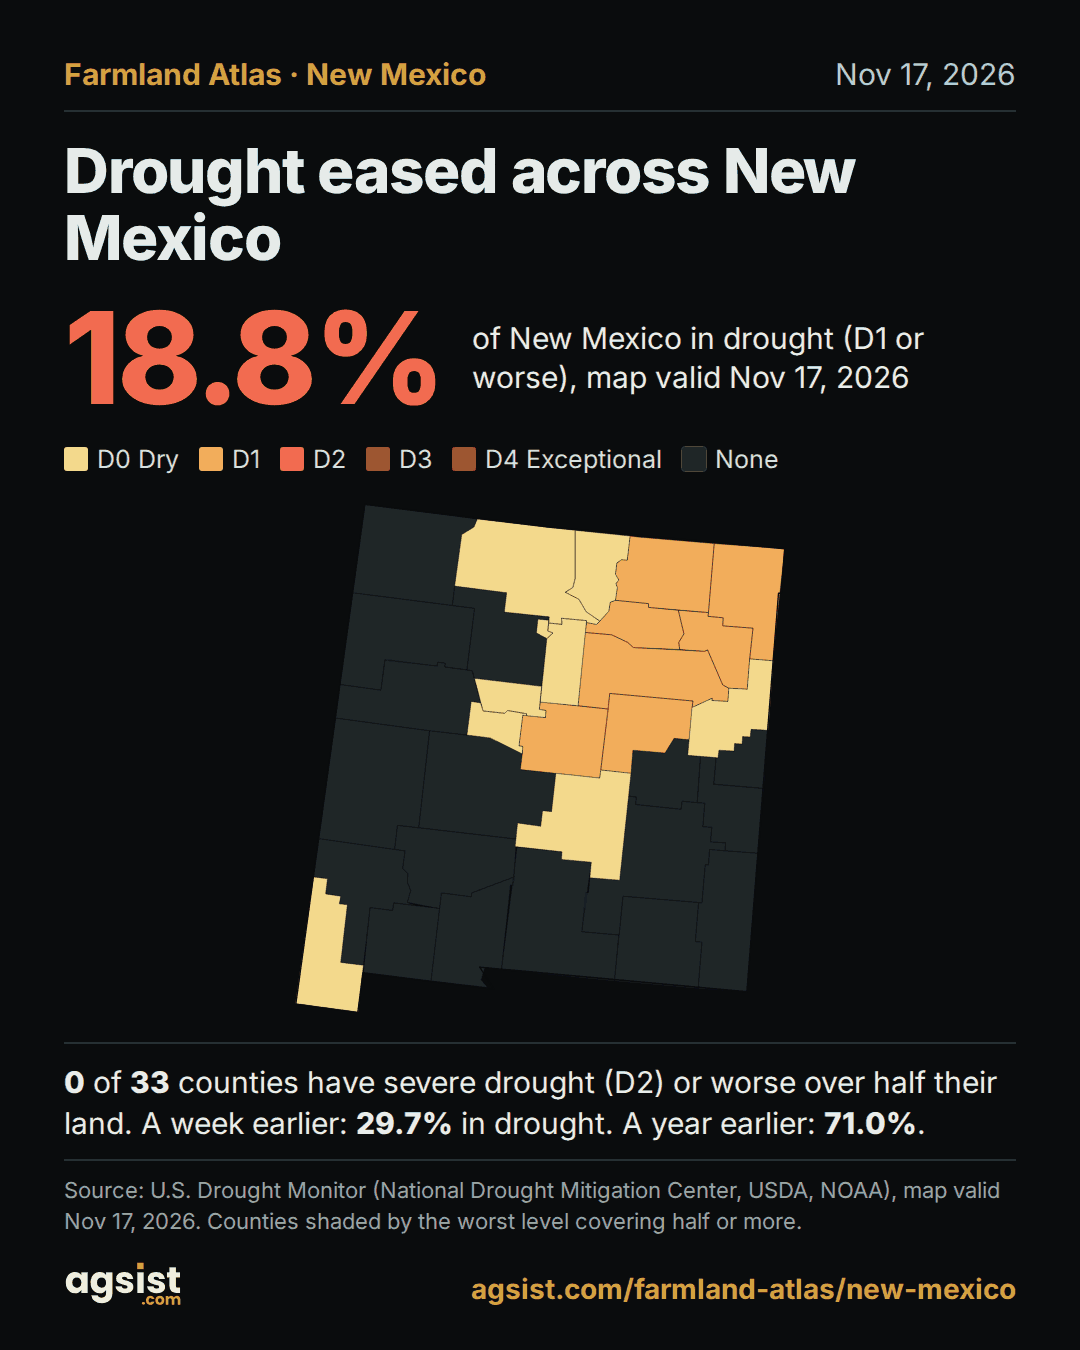 Farmland Atlas · New Mexico
Nov 17, 2026
Drought eased across New
Mexico
18.8%
of New Mexico in drought (D1 or
worse), map valid Nov 17, 2026
D0 Dry D1 D2 D3 D4 Exceptional None
0 of 33 counties have severe drought (D2) or worse over half their
land. A week earlier: 29.7% in drought. A year earlier: 71.0%.
Source: U.S. Drought Monitor (National Drought Mitigation Center, USDA, NOAA), map valid
Nov 17, 2026. Counties shaded by the worst level covering half or more.
agsist
.com
agsist.com/farmland-atlas/new-mexico